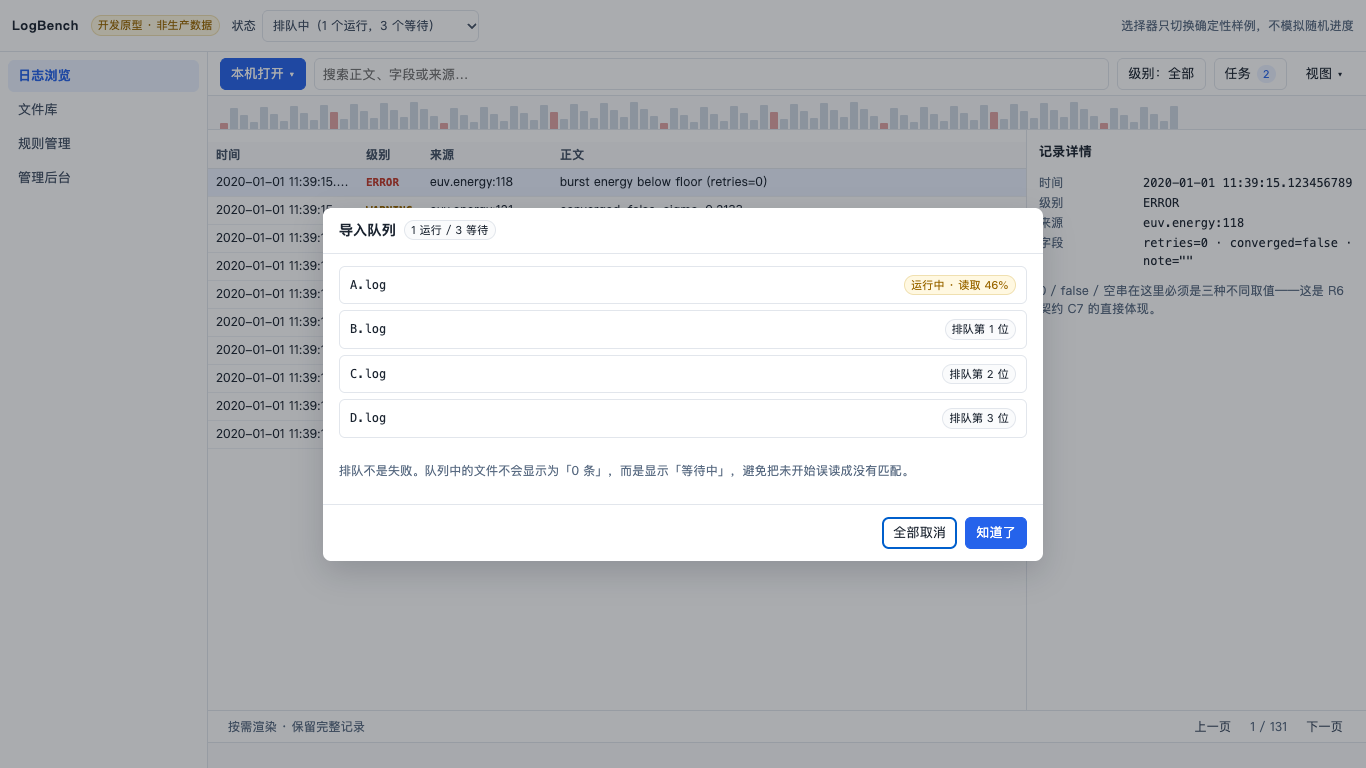 LogBench
开发原型 · 非生产数据
状态
排队中（1 个运行，3 个等待）
选择器只切换确定性样例，不模拟随机进度
日志浏览
文件库
规则管理
管理后台
本机打开 ▾
搜索正文、字段或来源…
级别：全部
任务 2
视图 ▾
时间 级别 来源 正文
2020-01-01 11:39:15.… ERROR euv.energy:118 burst energy below floor (retries=0)
2020-01-01 11:39:15
2020-01-01 11:39:1
2020-01-01 11:39:1
2020-01-01 11:39:1
2020-01-01 11:39:1
2020-01-01 11:39:1
2020-01-01 11:39:1
2020-01-01 11:39:1
2020-01-01 11:39:1
导入队列 1 运行 / 3 等待
A.log 运行中 · 读取 46%
B.log 排队第 1 位
C.log 排队第 2 位
D.log 排队第 3 位
排队不是失败。队列中的文件不会显示为「0 条」，而是显示「等待中」，避免把未开始误读成没有匹配。
全部取消
知道了
记录详情
时间 2020-01-01 11:39:15.123456789
级别 ERROR
来源 euv.energy:118
字段 retries=0 · converged=false ·
note=""
0 / false / 空串在这里必须是三种不同取值——这是 R6
契约 C7 的直接体现。
按需渲染 · 保留完整记录
上一页 1 / 131 下一页